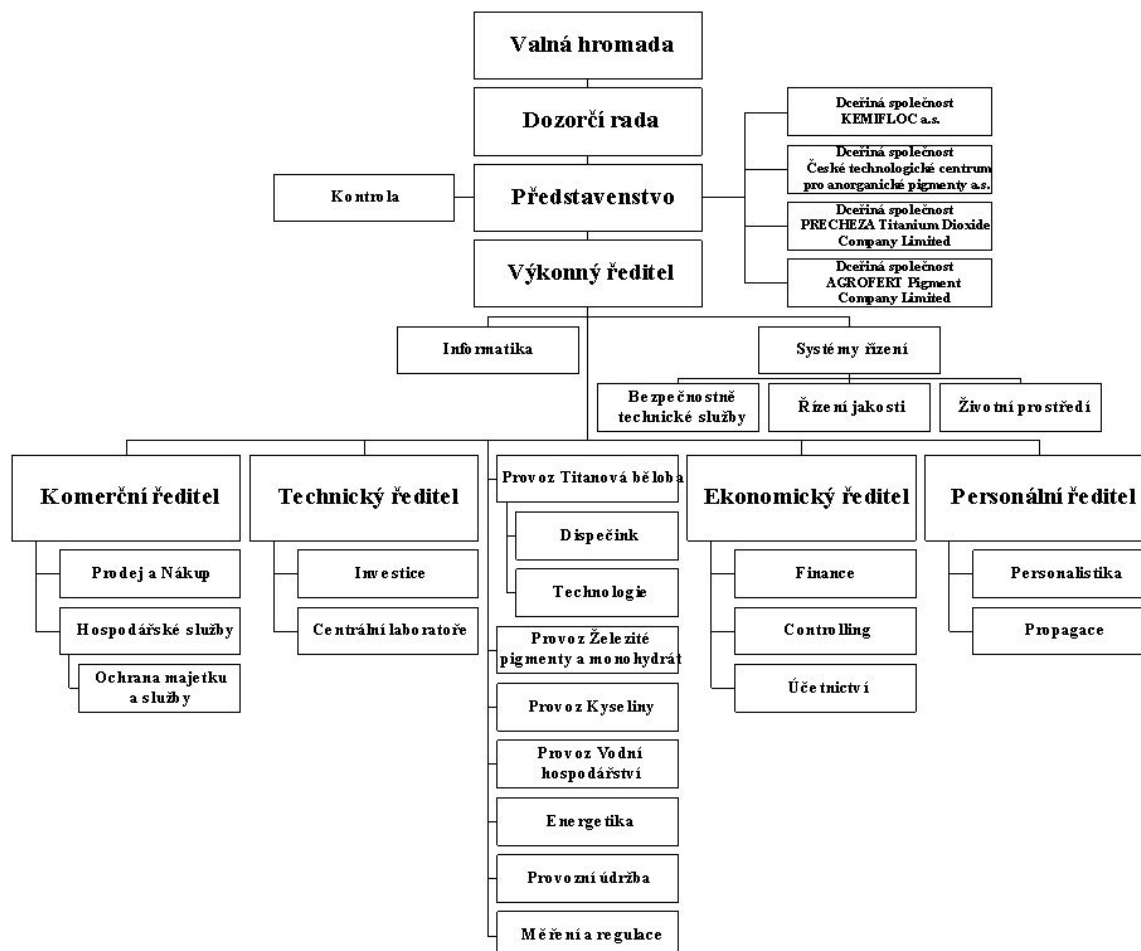 Valná hromada
Dozorčí rada
Dceřiná společnost
KEMIFLOC a.s.
Dceřiná společnost
České technologické centrum
pro anorganické pigmenty a.s.
Kontrola
Představenstvo
Dceřiná společnost
PRECHEZA Titanium Dioxide
Company Limited
Výkonný ředitel
Dceřiná společnost
AGROFERT Pigment
Company Limited
Informatika
Systémy řízení
Bezpečnostně
technické služby
Řízení jakosti
Životní prostředí
Komerční ředitel
Prodej a Nákup
Hospodářské služby
Ochrana majetku
a služby
Technický ředitel
Investice
Centrální laboratoře
Provoz Titanová běloba
Dispečink
Technologie
Provoz Železité
pigmenty a monohydrát
Provoz Kyseliny
Provoz Vodní
hospodářství
Energetika
Provozní údržba
Měření a regulace
Ekonomický ředitel
Finance
Controlling
Účetnictví
Personální ředitel
Personalistika
Propagace